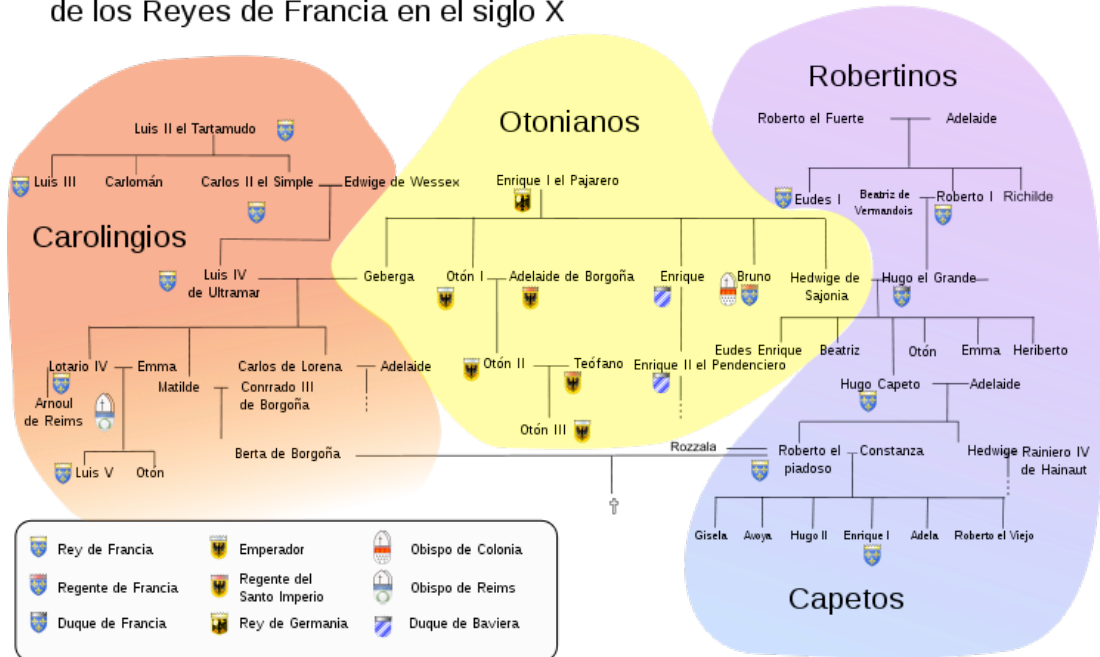 de los Reyes de Francia en el siglo X
Robertinos
Otonianos
Roberto el Fuerte
Adelaide
Luis II el Tartamudo
Luis III
Carlomán
Carlos II el Simple
Edwige de Wessex
Enrique I el Pajarero
Eudes I
Beatriz de
Vermandois
Roberto I
Richilde
Carolingios
Luis IV
de Ultramar
Geberga
Otón I
Adelaide de Borgoña
Enrique
Bruno
Hedwige de
Sajonia
Hugo el Grande
Lotario IV
Emma
Matilde
Carlos de Lorena
Adelaide
Conrrado III
de Borgoña
Arnoul
de Reims
Otón II
Teófano
Enrique II el Pendenciero
Eudes Enrique
Beatriz
Otón
Emma
Heriberto
Hugo Capeto
Adelaide
Otón III
Luis V
Otón
Berta de Borgoña
Rozzala
Roberto el
piadoso
Constanza
Hedwige
Rainiero IV
de Hainaut
Gisela
Avoya
Hugo II
Enrique I
Adela
Roberto el Viejo
Capetos
Rey de Francia
Emperador
Obispo de Colonia
Regente de Francia
Regente del
Santo Imperio
Obispo de Reims
Duque de Francia
Rey de Germania
Duque de Baviera